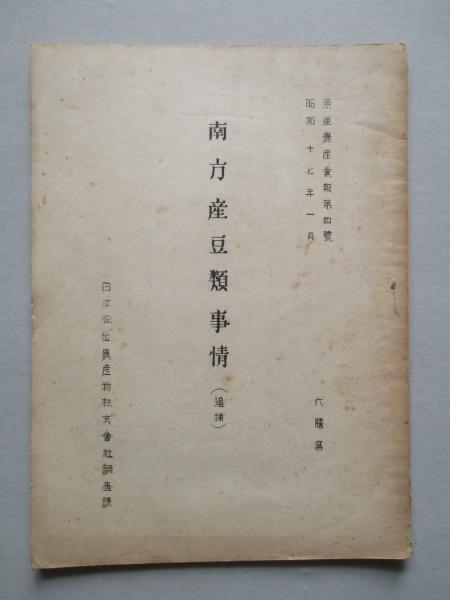 東亜農産彙報第四號
昭和十七年一月
代謄寫
南方産豆類事情
(追補)
日本輸出農産物株式會社調査課